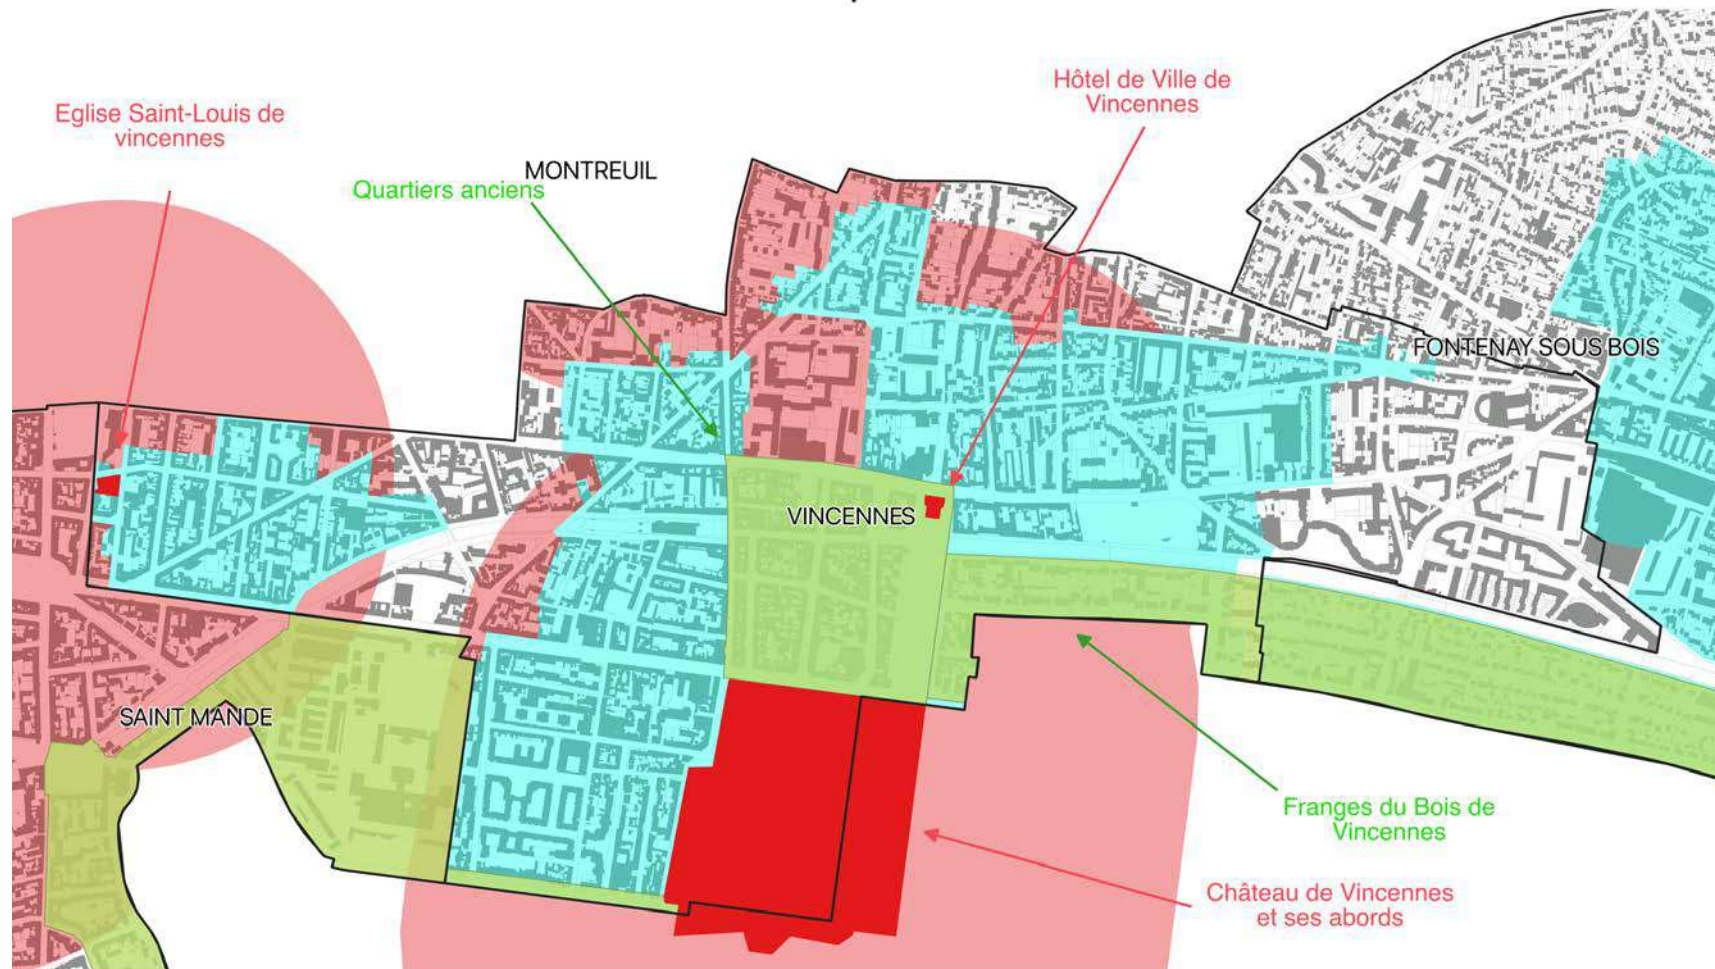 Hôtel de Ville de
Vincennes
Eglise Saint-Louis de
vincennes
MONTREUIL
Quartiers anciens
FONTENAY SOUS BOIS
VINCENNES
SAINT MANDE
Franges du Bois de
Vincennes
Château de Vincennes
et ses abords